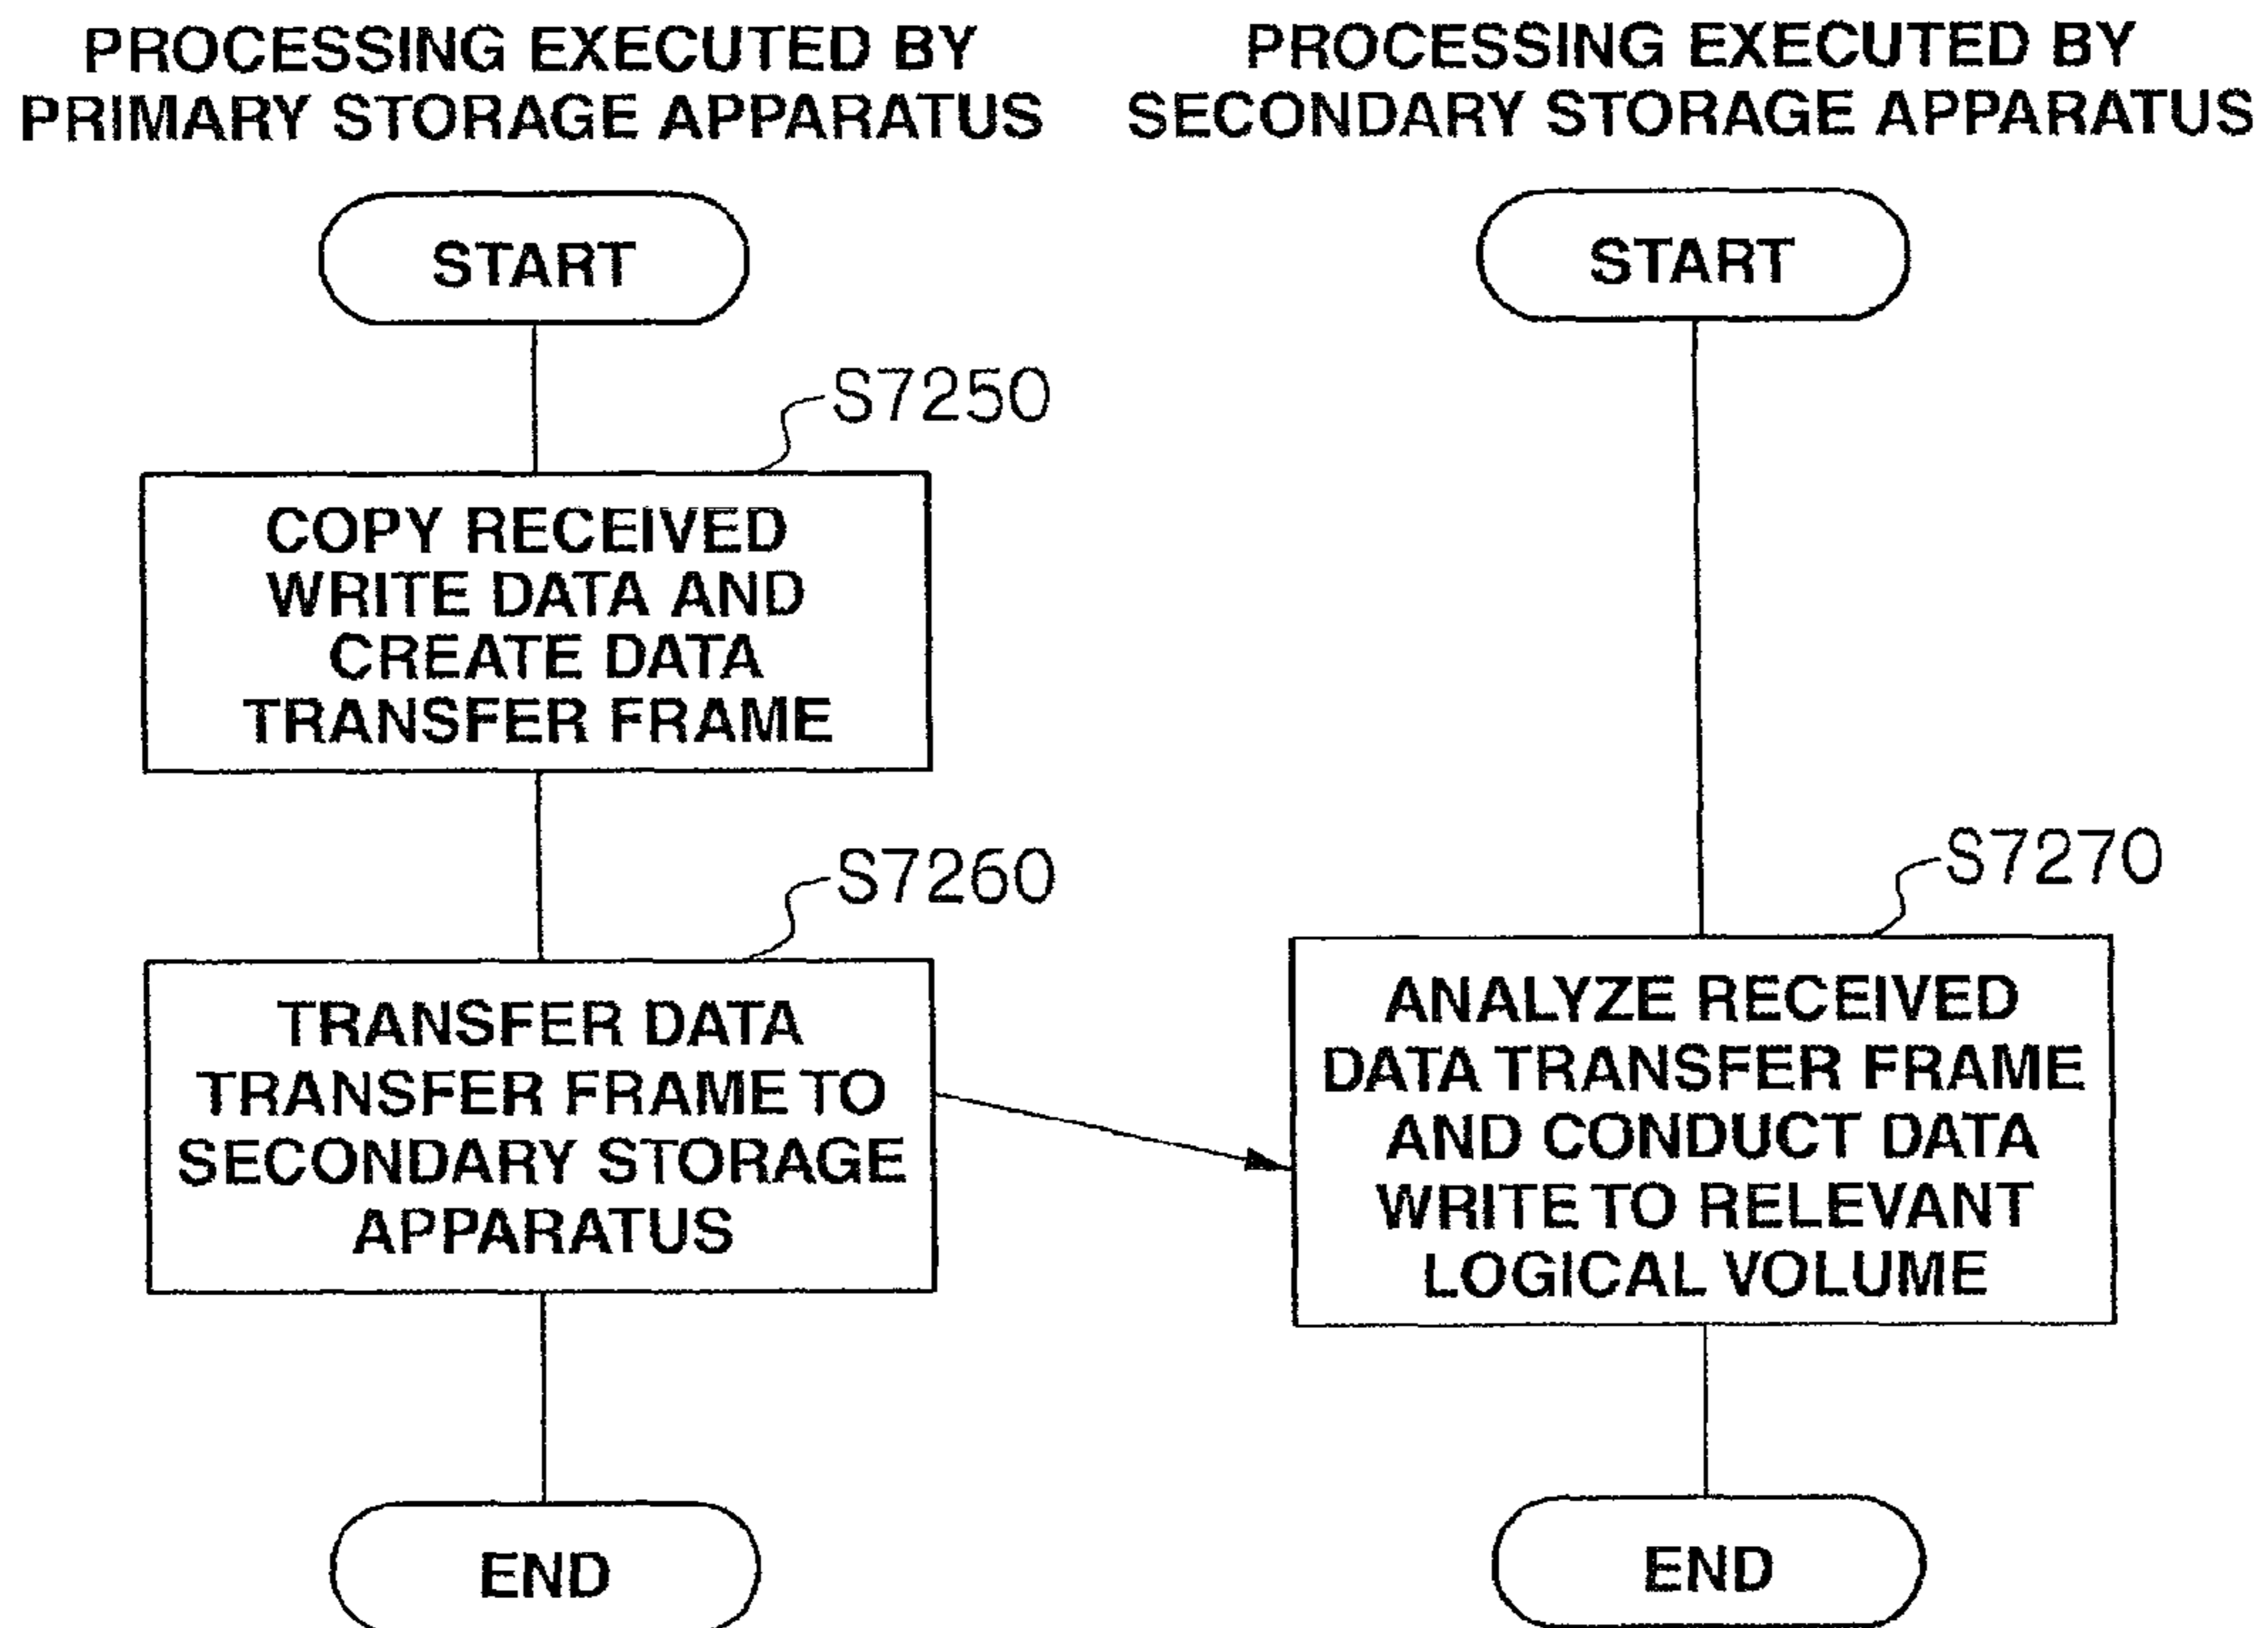 PROCESSING EXECUTED BY
PRIMARY STORAGE APPARATUS
START
S7250
COPY RECEIVED
WRITE DATA AND
CREATE DATA
TRANSFER FRAME
S7260
TRANSFER DATA
TRANSFER FRAME TO
SECONDARY STORAGE
APPARATUS
END
PROCESSING EXECUTED BY
SECONDARY STORAGE APPARATUS
START
S7270
ANALYZE RECEIVED
DATA TRANSFER FRAME
AND CONDUCT DATA
WRITE TO RELEVANT
LOGICAL VOLUME
END